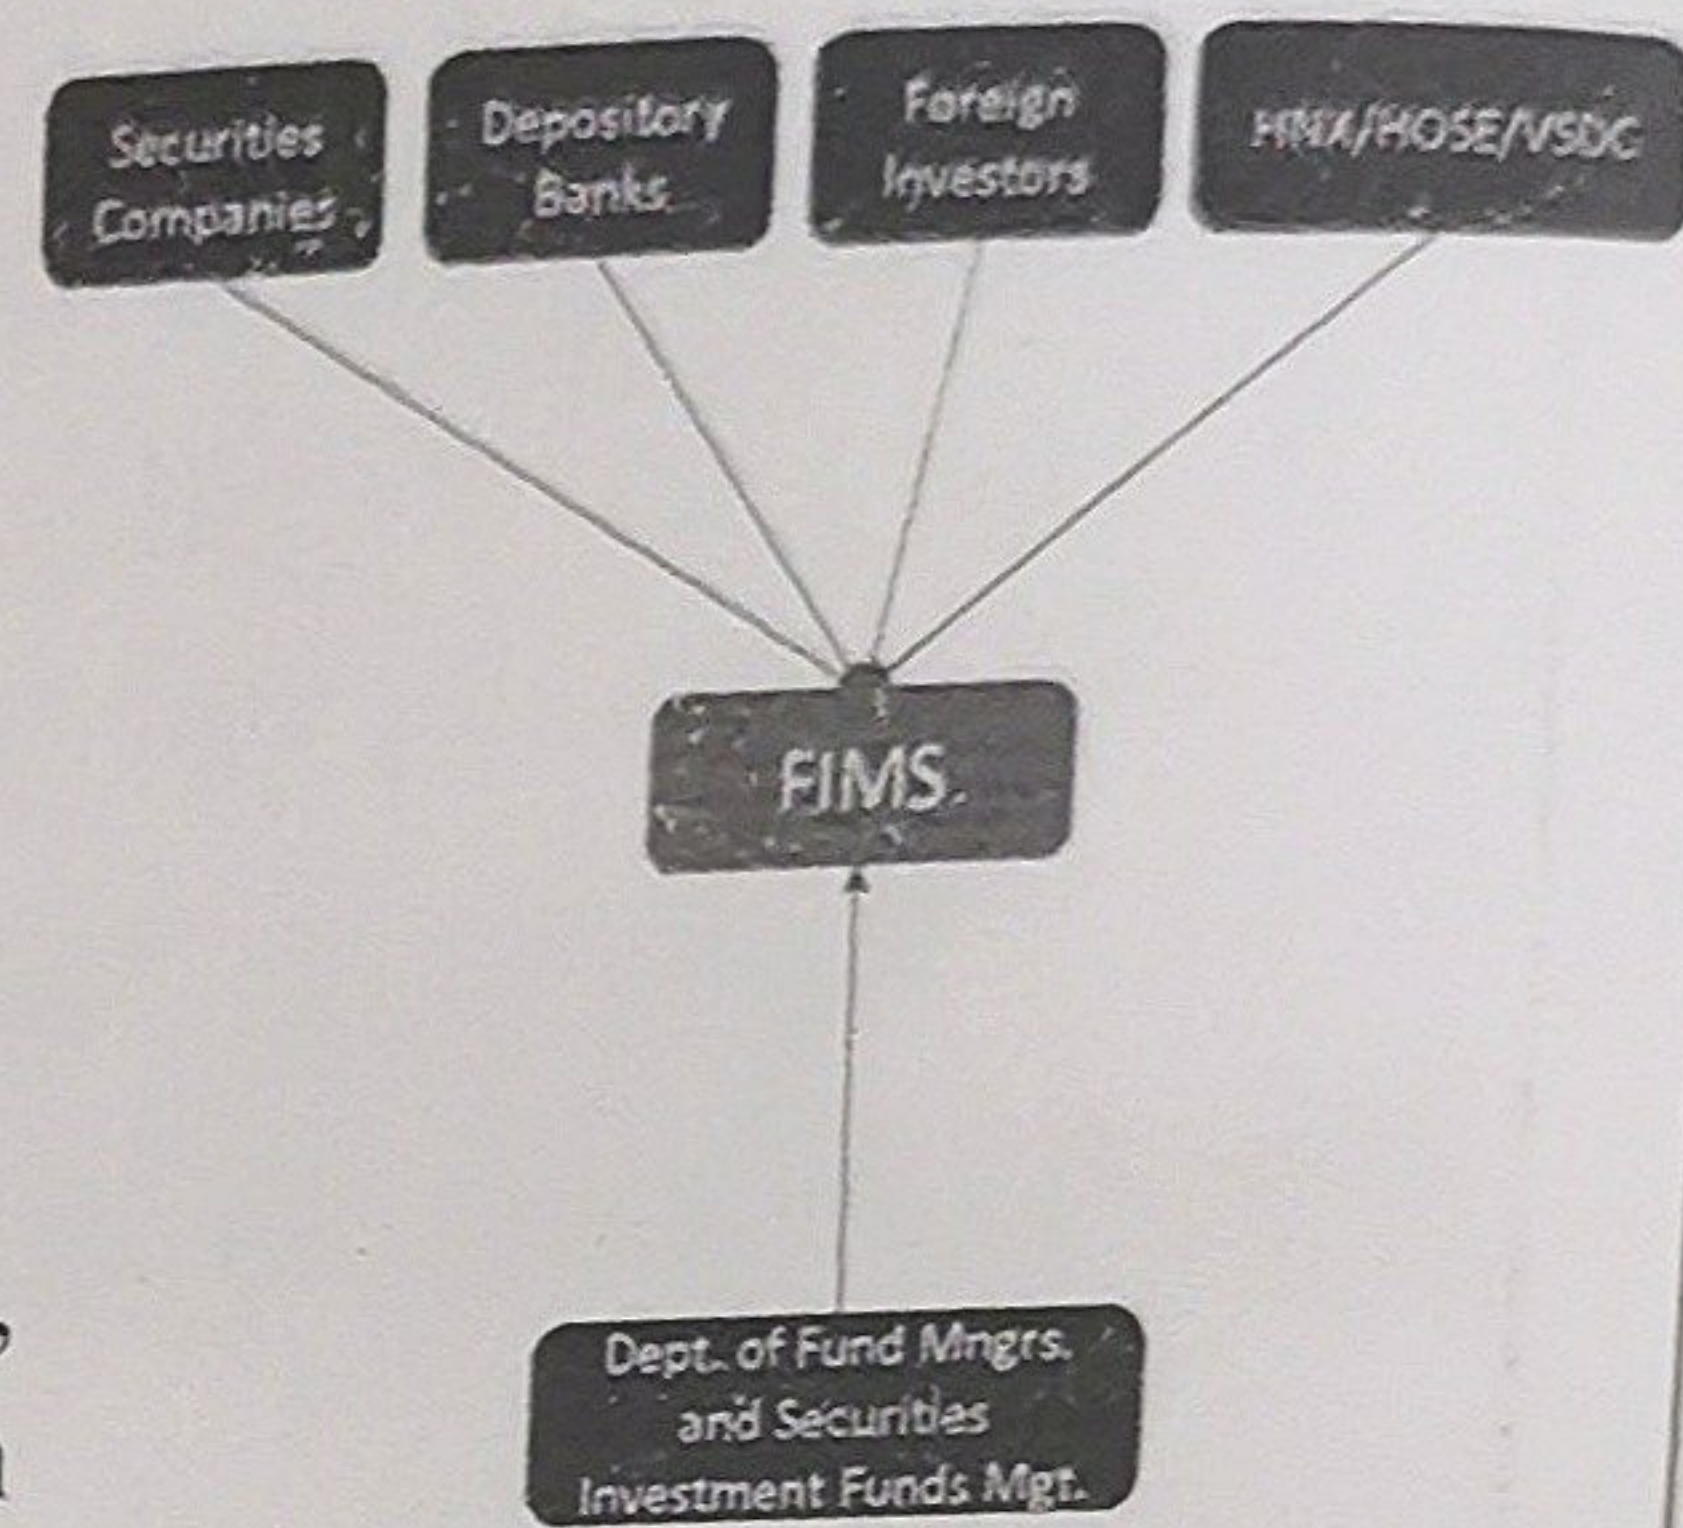 Securities
Companies
Depository
Banks
Foreign
Investors
HNX/HOSE/VSDC
FIMS
Dept. of Fund Mngrs.
and Securities
Investment Funds Mgt.